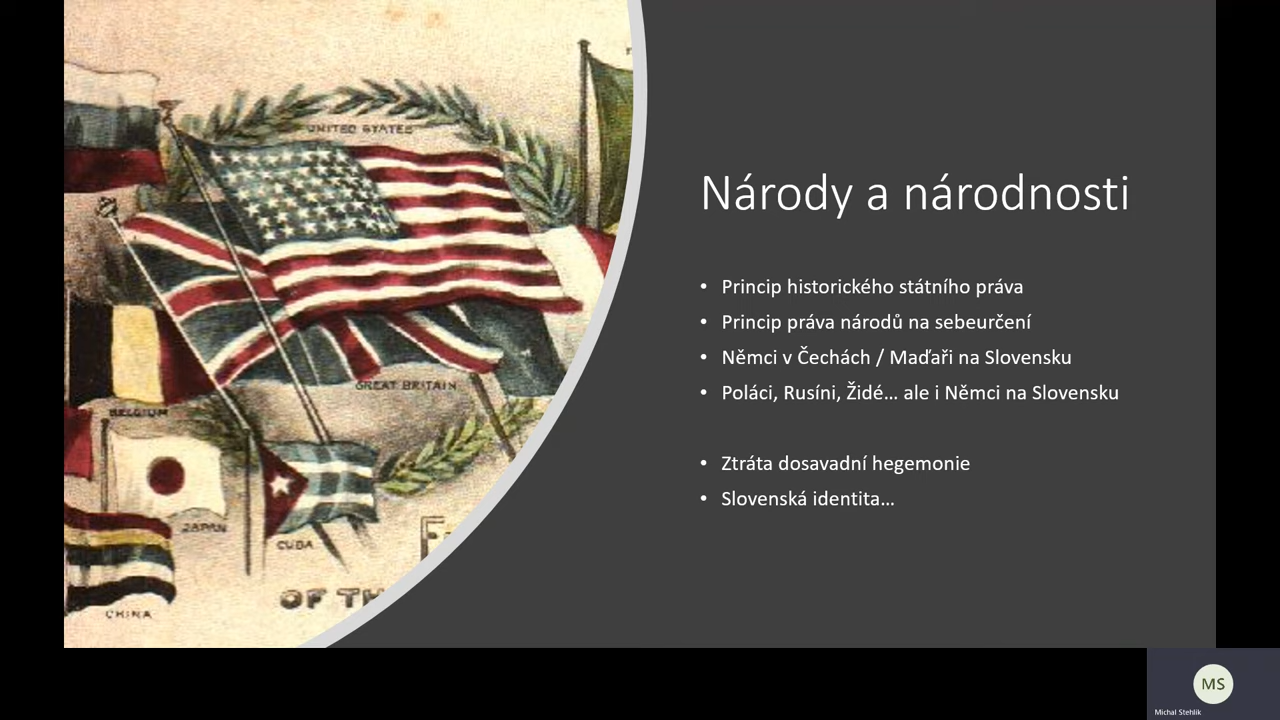 UNITED STATES
GREAT BRITAIN
BELGIUM
JAPAN
CUBA
CHINA
OF TH
Národy a národnosti
• Princip historického státního práva
• Princip práva národů na sebeurčení
• Němci v Čechách / Maďaři na Slovensku
• Poláci, Rusíni, Židé... ale i Němci na Slovensku
• Ztráta dosavadní hegemonie
• Slovenská identita...
MS
Michal Stehlík